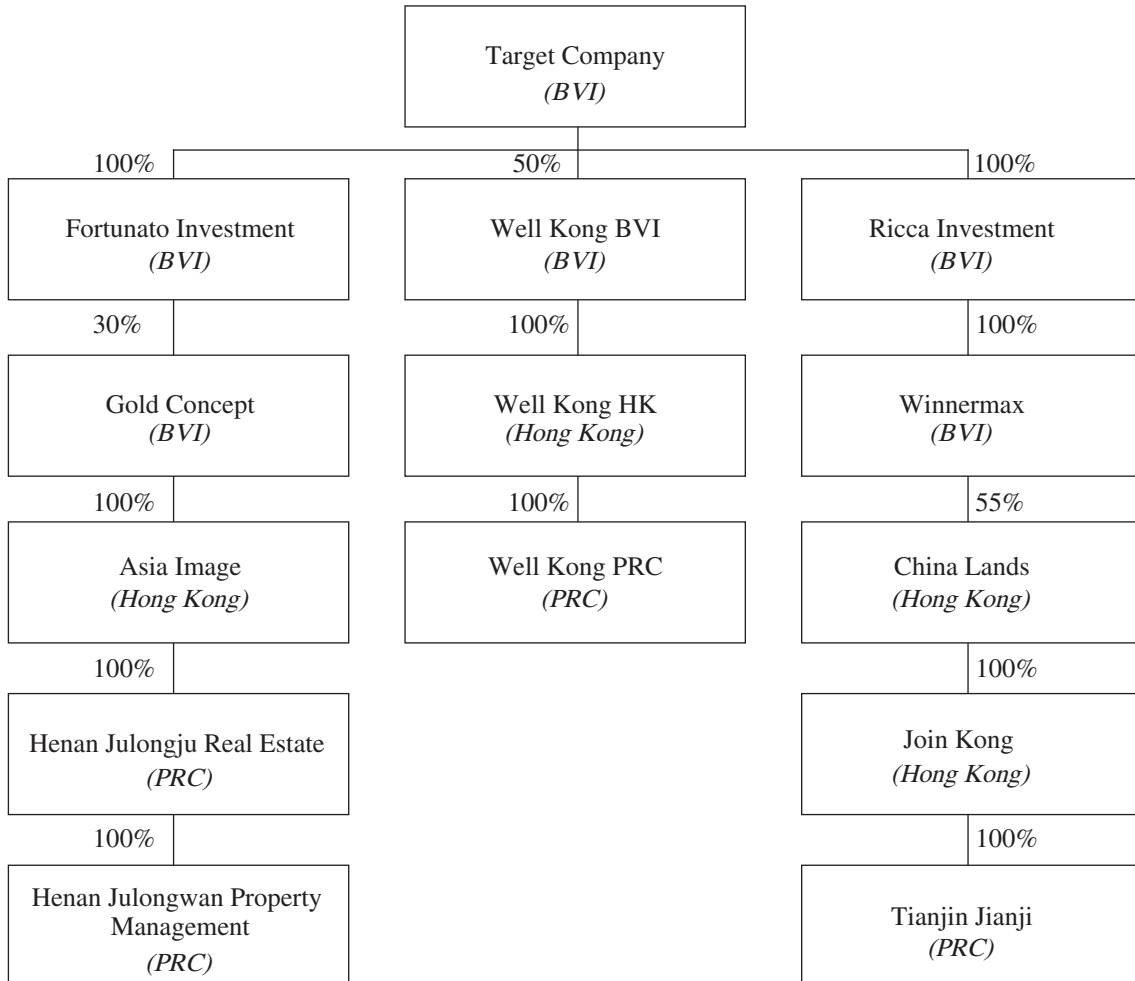 Target Company
(BVI)
100%
50%
100%
Fortunato Investment
(BVI)
Well Kong BVI
(BVI)
Ricca Investment
(BVI)
30%
100%
100%
Gold Concept
(BVI)
Well Kong HK
(Hong Kong)
Winnermax
(BVI)
100%
100%
55%
Asia Image
(Hong Kong)
Well Kong PRC
(PRC)
China Lands
(Hong Kong)
100%
100%
Henan Julongju Real Estate
(PRC)
Join Kong
(Hong Kong)
100%
100%
Henan Julongwan Property
Management
(PRC)
Tianjin Jianji
(PRC)